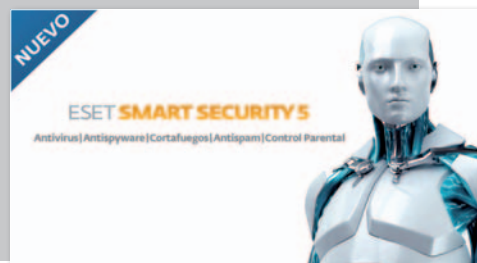 NUEVO
ESET SMART SECURITY 5
Antivirus|Antispyware|Cortafuegos|Antispam|Control Parental